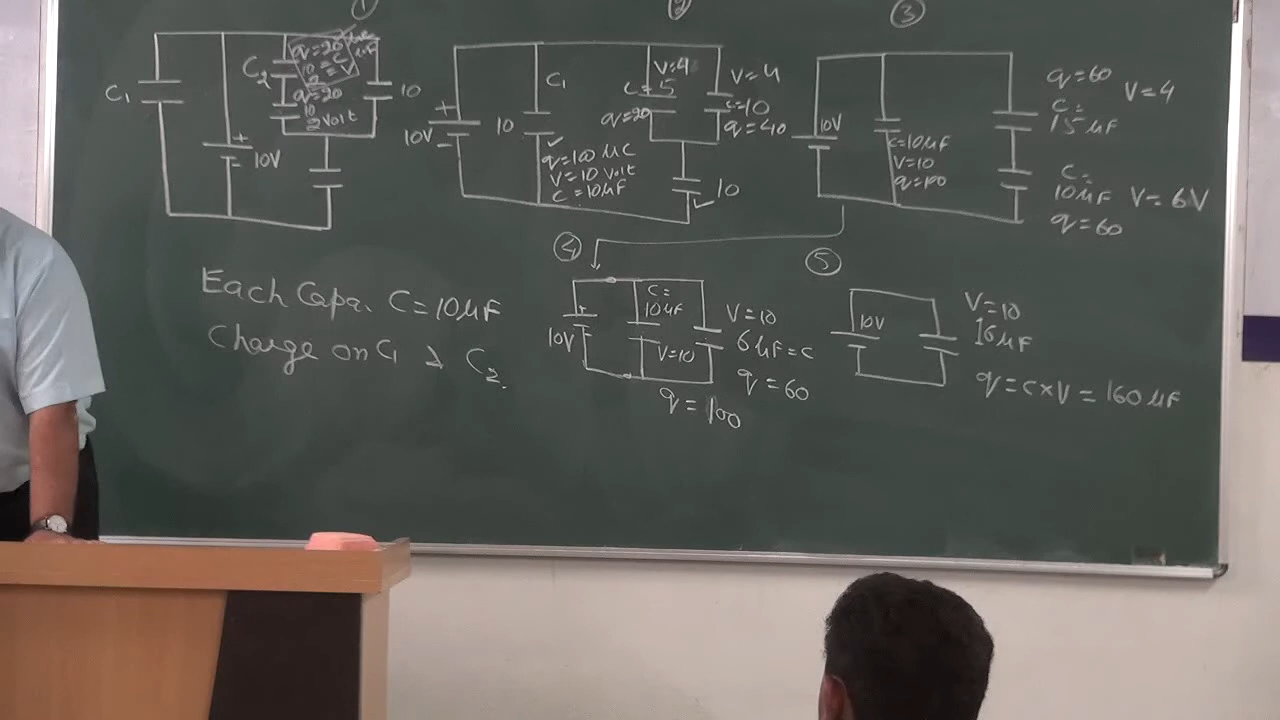 ①
C₁
C₂
q=20
10
2
q=20
10
2 volt
10
10V
②
10V
+
−
C₁
10
q=100 μC
V=10 volt
C=10μF
V=4
C=5
q=20
V=4
C=10
q=40
10
③
10V
C=10μF
V=10
q=100
q=60
C=
15μF
V=4
C=
10μF
V=6V
q=60
Each Capa. C=10μF
Charge on C₁ & C₂.
④
10V
C=
10μF
V=10
q=100
V=10
6μF=C
q=60
⑤
10V
V=10
16μF
q=C×V=160μF